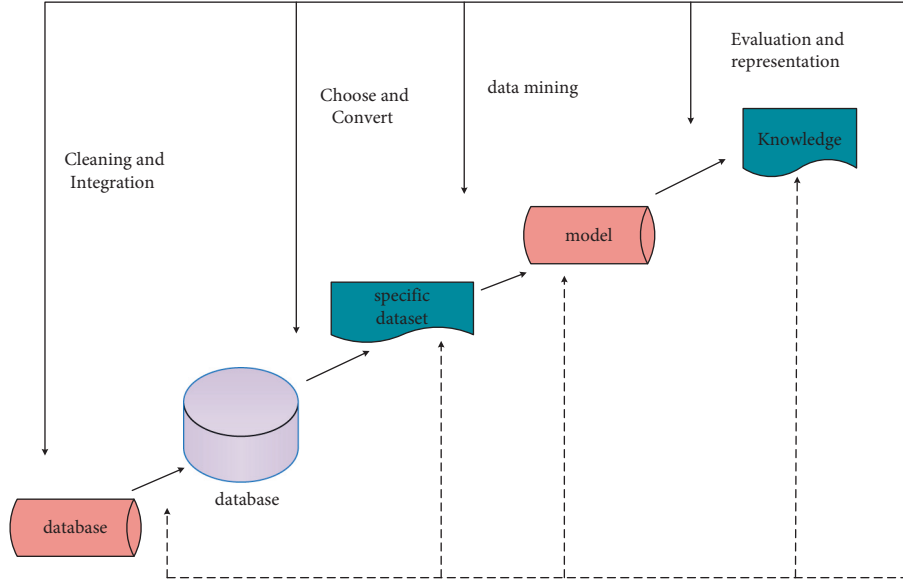 Evaluation and
representation
data mining
Choose and
Convert
Knowledge
Cleaning and
Integration
model
specific
dataset
database
database